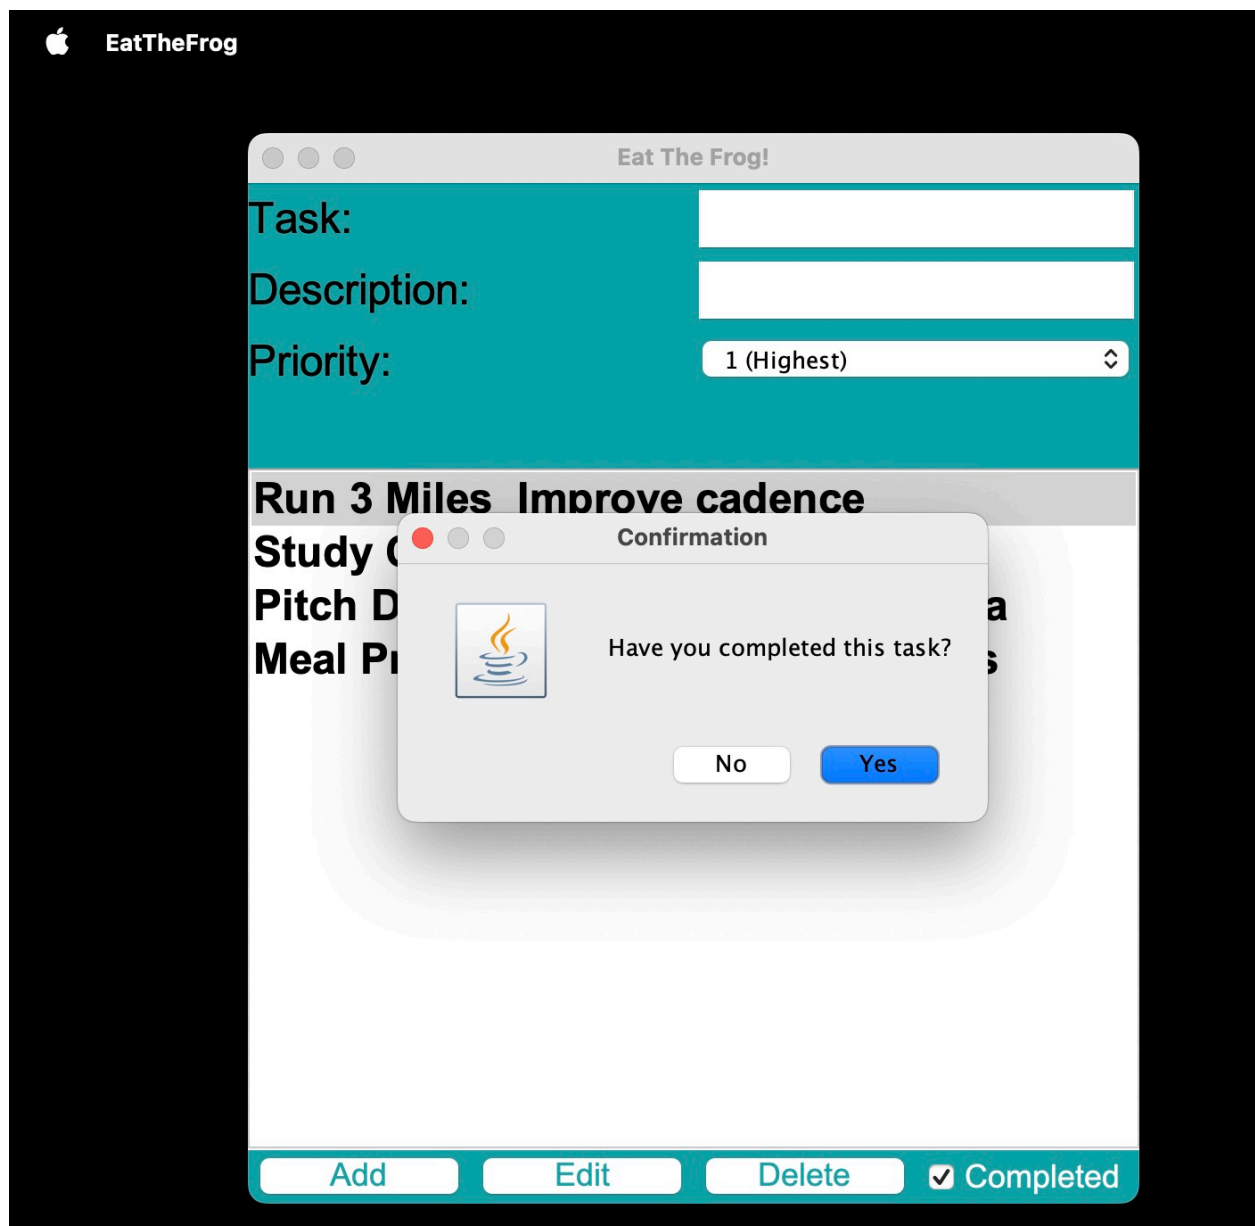 EatTheFrog
Eat The Frog!
Task:
Description:
Priority: 1 (Highest)
Run 3 Miles Improve cadence
Confirmation
Study
Pitch
Meal
Have you completed this task?
No Yes
Add Edit Delete Completed